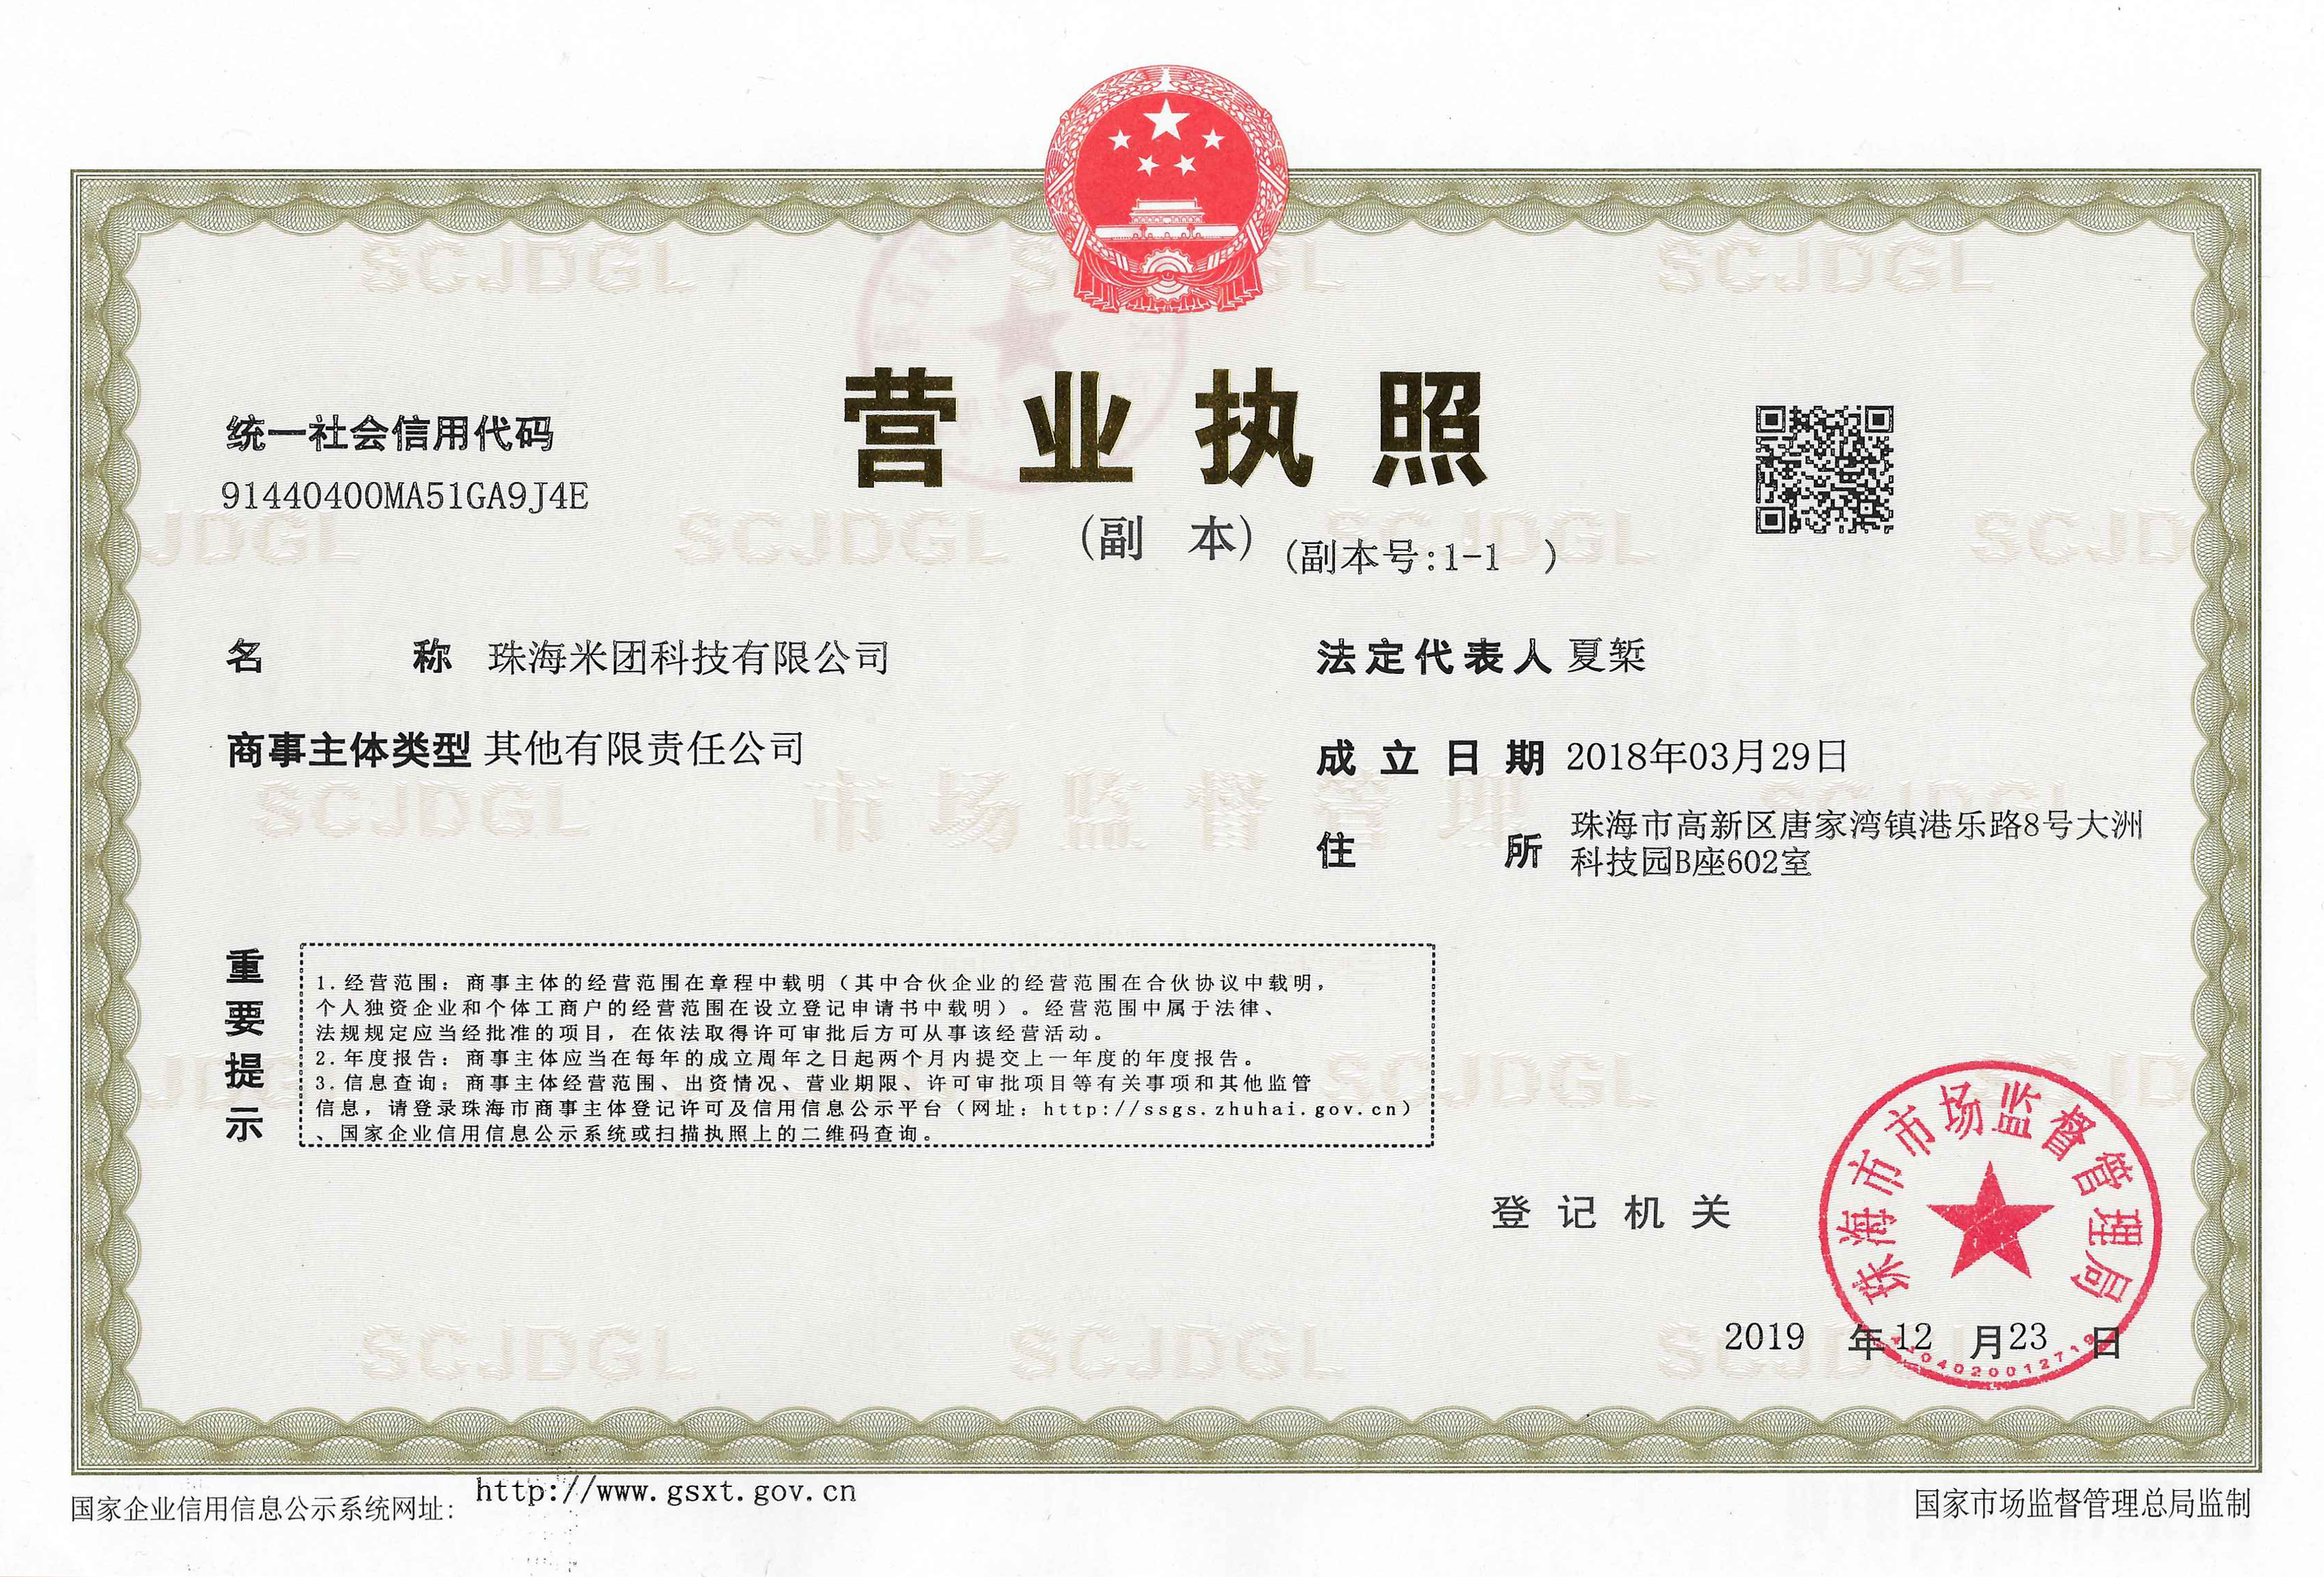 营业执照
(副 本) (副本号:1-1 )
统一社会信用代码
91440400MA51GA9J4E
名 称 珠海米团科技有限公司
商事主体类型 其他有限责任公司
法定代表人 夏椠
成立日期 2018年03月29日
住 所 珠海市高新区唐家湾镇港乐路8号大洲
科技园B座602室
重要提示
1.经营范围：商事主体的经营范围在章程中载明（其中合伙企业的经营范围在合伙协议中载明，
个人独资企业和个体工商户的经营范围在设立登记申请书中载明）。经营范围中属于法律、
法规规定应当经批准的项目，在依法取得许可审批后方可从事该经营活动。
2.年度报告：商事主体应当在每年的成立周年之日起两个月内提交上一年度的年度报告。
3.信息查询：商事主体经营范围、出资情况、营业期限、许可审批项目等有关事项和其他监管
信息，请登录珠海市商事主体登记许可及信用信息公示平台（网址：http://ssgs.zhuhai.gov.cn）
、国家企业信用信息公示系统或扫描执照上的二维码查询。
登记机关
珠海市市场监督管理局
2019 年12 月23 日
国家企业信用信息公示系统网址: http://www.gsxt.gov.cn
国家市场监督管理总局监制
SCJDGL
市场监督管理